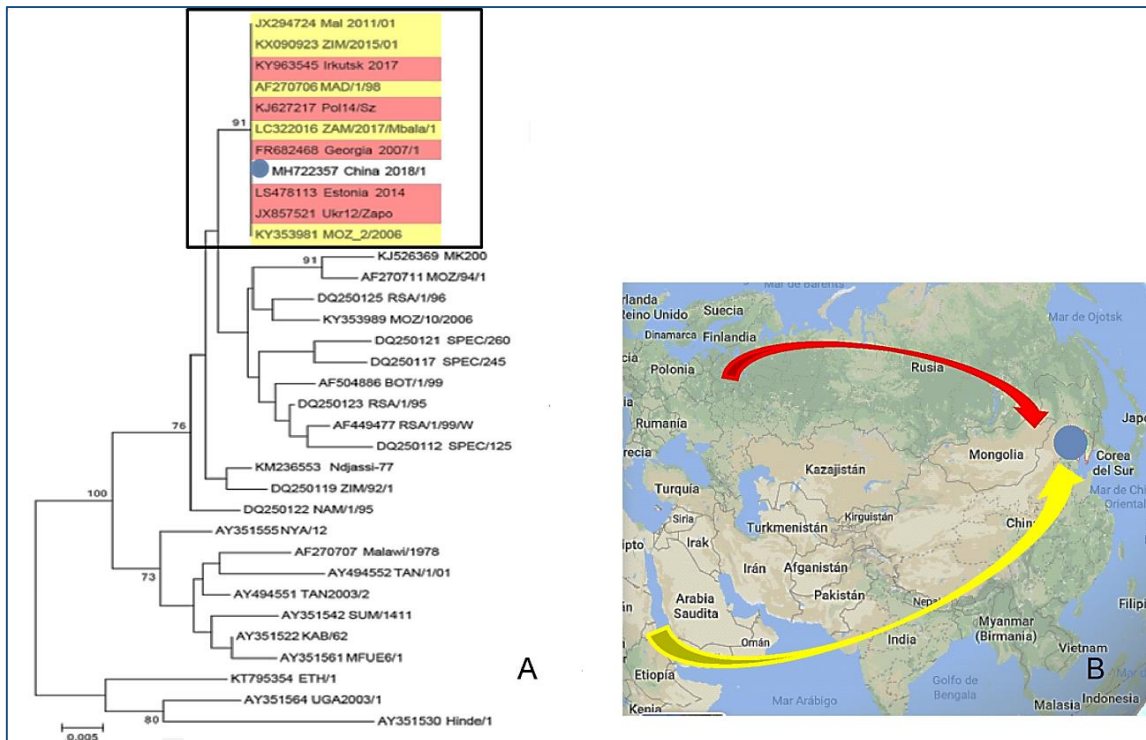 JX294724 Mal 2011/01
KX090923 ZIM/2015/01
KY963545 Irkutsk 2017
91
AF270706 MAD/1/98
KJ627217 Pol14/Sz
LC322016 ZAM/2017/Mbala/1
FR682468 Georgia 2007/1
MH722357 China 2018/1
LS478113 Estonia 2014
JX857521 Ukr12/Zapo
KY353981 MOZ_2/2006
91
KJ526369 MK200
AF270711 MOZ/94/1
DQ250125 RSA/1/96
KY353989 MOZ/10/2006
DQ250121 SPEC/260
DQ250117 SPEC/245
AF504886 BOT/1/99
DQ250123 RSA/1/95
76
AF449477 RSA/1/99/W
DQ250112 SPEC/125
KM236553 Ndjassi-77
DQ250119 ZIM/92/1
100
DQ250122 NAM/1/95
AY351555 NYA/12
AF270707 Malawi/1978
73
AY494552 TAN/1/01
AY494551 TAN2003/2
AY351542 SUM/1411
AY351522 KAB/62
AY351561 MFUE6/1
KT795354 ETH/1
AY351564 UGA2003/1
80
AY351530 Hinde/1
0.005
A
Mar de Barents
rlanda
Reino Unido
Suecia
Finlandia
Mar de Ojotsk
Dinamarca
Polonia
Rusia
Rumanía
recia
Kazajistán
Mongolia
Japo
Corea
del Sur
Turquía
Siria
Turkmenistán
Kirguistán
China
Mar de Chi
Oriental
ipto
Irak
Irán
Afganistán
Pakistán
Nepal
Arabia
Saudita
Omán
India
Myanmar
(Birmania)
Filipi
Vietnam
Etiopía
Golfo de
Bengala
B
Kenia
Mar Arábigo
Malasia
Indonesia